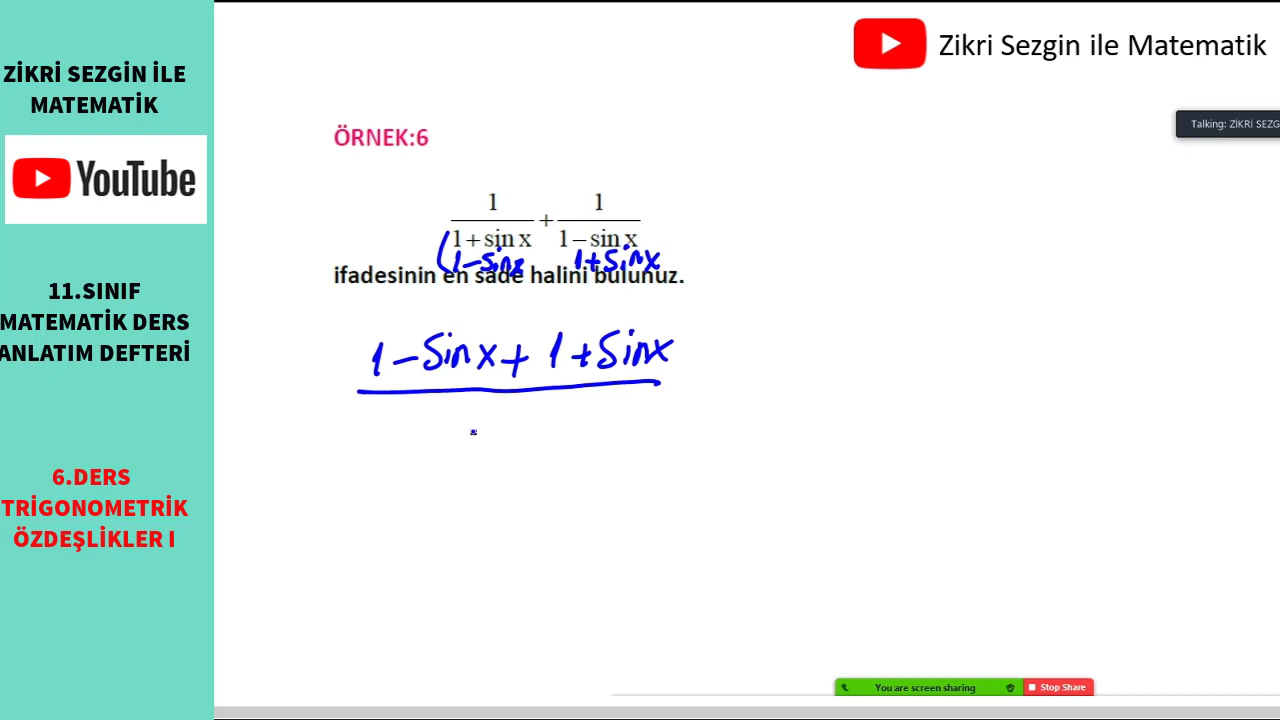 ZİKRİ SEZGİN İLE
MATEMATİK
YouTube
11.SINIF
MATEMATİK DERS
ANLATIM DEFTERİ
6.DERS
TRİGONOMETRİK
ÖZDEŞLİKLER I
Zikri Sezgin ile Matematik
Talking: ZİKRİ SEZG
ÖRNEK:6
1 1
+
1+sin x 1−sin x
(1-sinx 1+sinx
ifadesinin en sade halini bulunuz.
1-sinx+1+sinx
You are screen sharing Stop Share